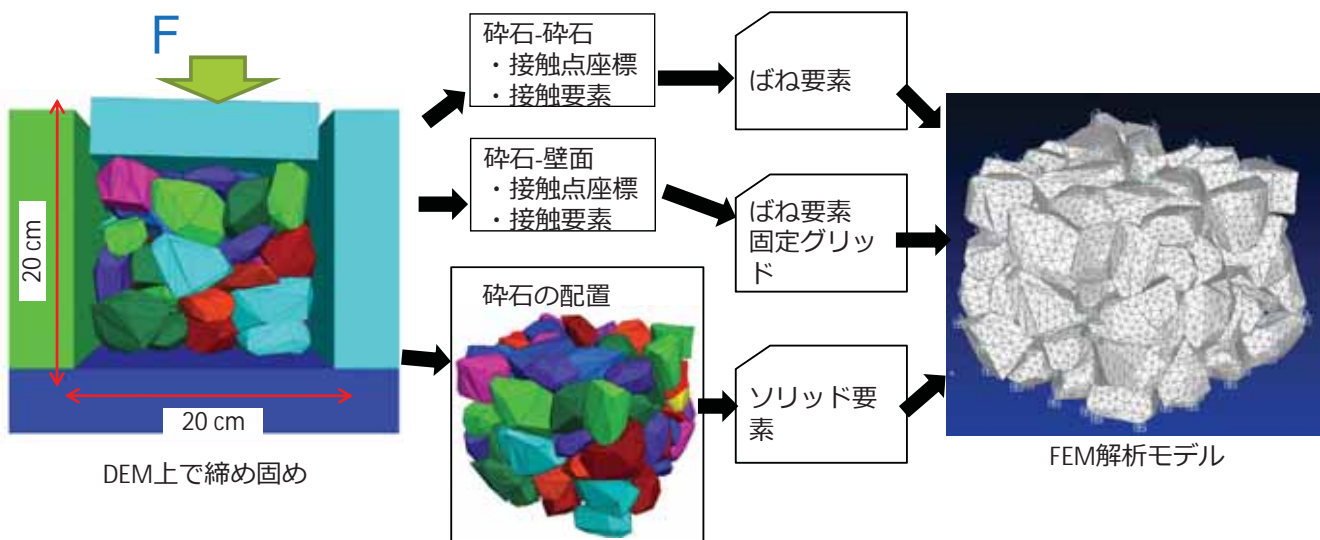 F
20 cm
20 cm
DEM上で締め固め
砕石-砕石
・接触点座標
・接触要素
砕石-壁面
・接触点座標
・接触要素
砕石の配置
ばね要素
ばね要素
固定グリッ
ド
ソリッド要
素
FEM解析モデル